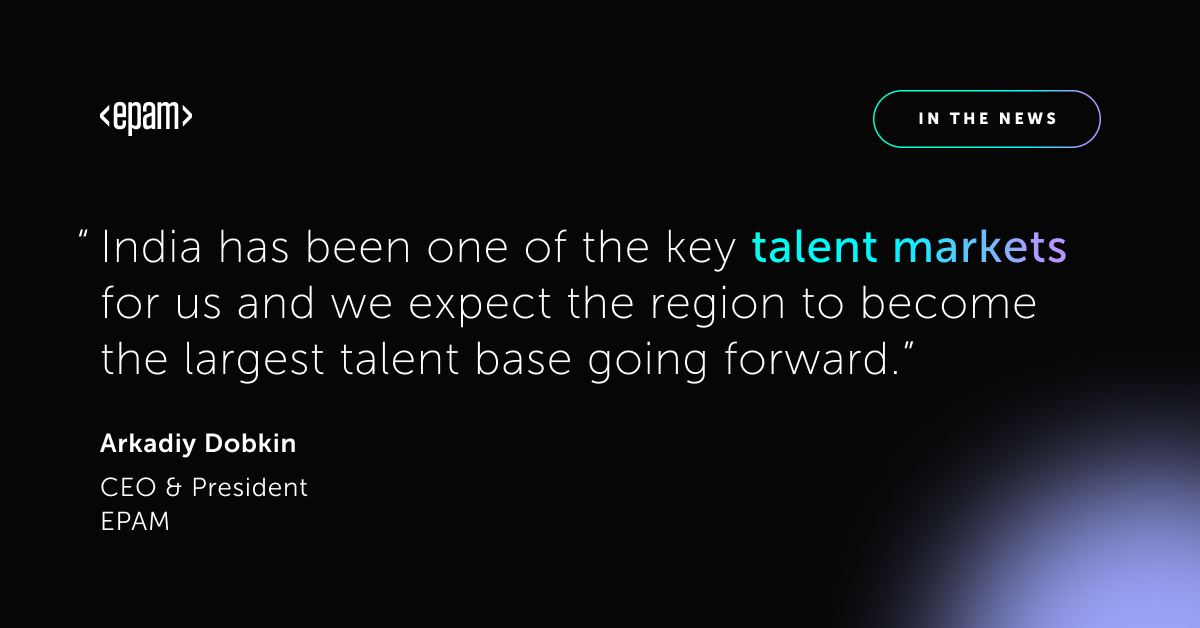 <epam>
IN THE NEWS
“ India has been one of the key talent markets
for us and we expect the region to become
the largest talent base going forward.”
Arkadiy Dobkin
CEO & President
EPAM